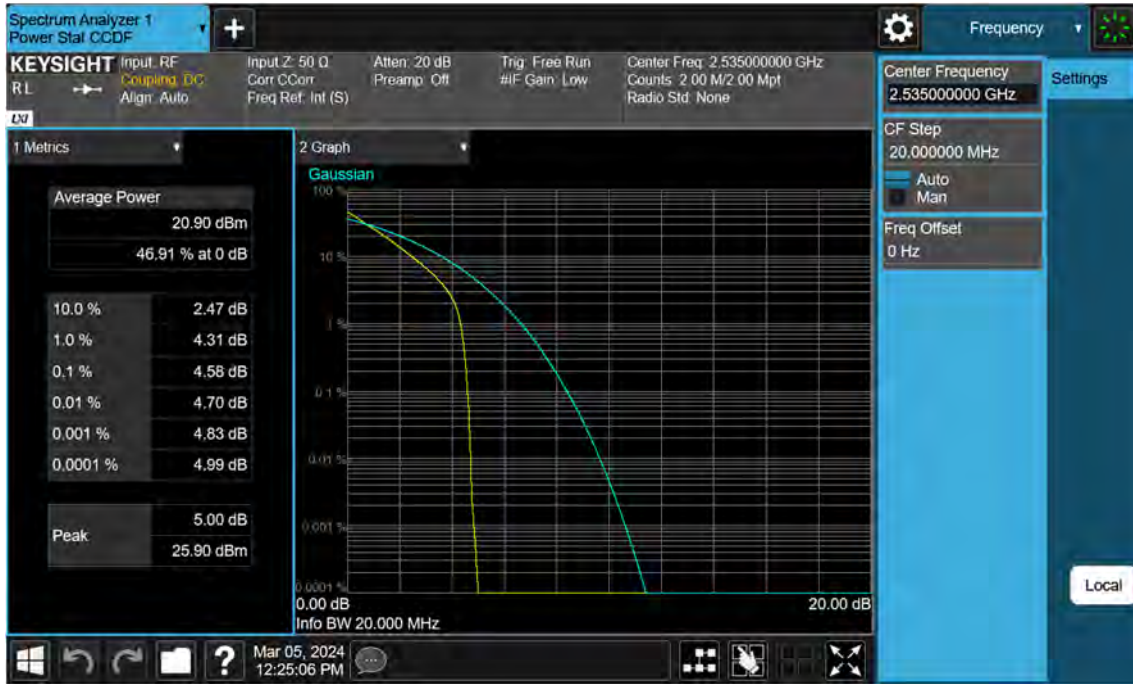 Spectrum Analyzer 1
Power Stat CCDF
Frequency
KEYSIGHT
RL
LXI
Input: RF
Coupling: DC
Align: Auto
Input Z: 50 Ω
Corr CCorr
Freq Ref: Int (S)
Atten: 20 dB
Preamp: Off
Trig: Free Run
#IF Gain: Low
Center Freq: 2.535000000 GHz
Counts: 2.00 M/2.00 Mpt
Radio Std: None
Center Frequency
2.535000000 GHz
Settings
CF Step
20.000000 MHz
Auto
Man
Freq Offset
0 Hz
1 Metrics
Average Power
20.90 dBm
46.91 % at 0 dB
10.0 % 2.47 dB
1.0 % 4.31 dB
0.1 % 4.58 dB
0.01 % 4.70 dB
0.001 % 4.83 dB
0.0001 % 4.99 dB
Peak
5.00 dB
25.90 dBm
2 Graph
Gaussian
100 %
10 %
1 %
0.1 %
0.01 %
0.001 %
0.0001 %
0.00 dB 20.00 dB
Info BW 20.000 MHz
Local
?
Mar 05, 2024
12:25:06 PM